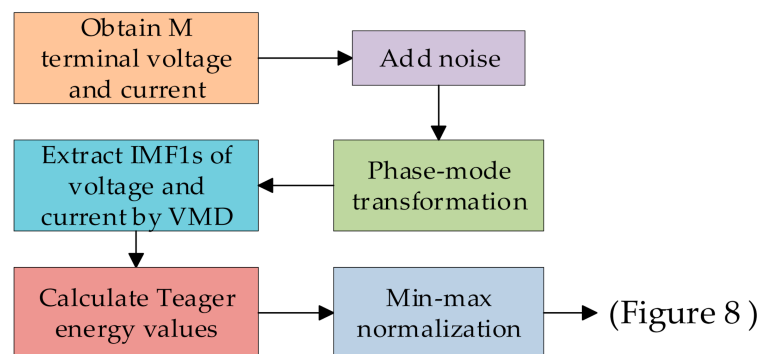 Obtain M
terminal voltage
and current
Add noise
Phase-mode
transformation
Extract IMF1s of
voltage and
current by VMD
Calculate Teager
energy values
Min-max
normalization
(Figure 8 )